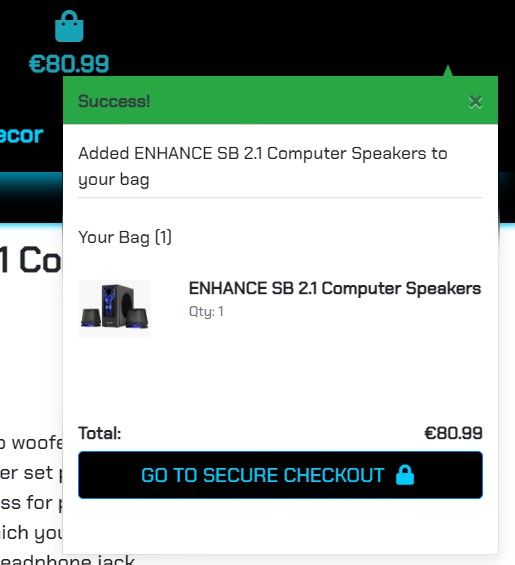 €80.99
ecor
Success!
×
Added ENHANCE SB 2.1 Computer Speakers to
your bag
Your Bag (1)
1 Co
ENHANCE SB 2.1 Computer Speakers
Qty: 1
Total:
€80.99
GO TO SECURE CHECKOUT
woofe
er set
ss for
ich you
eadphone jack